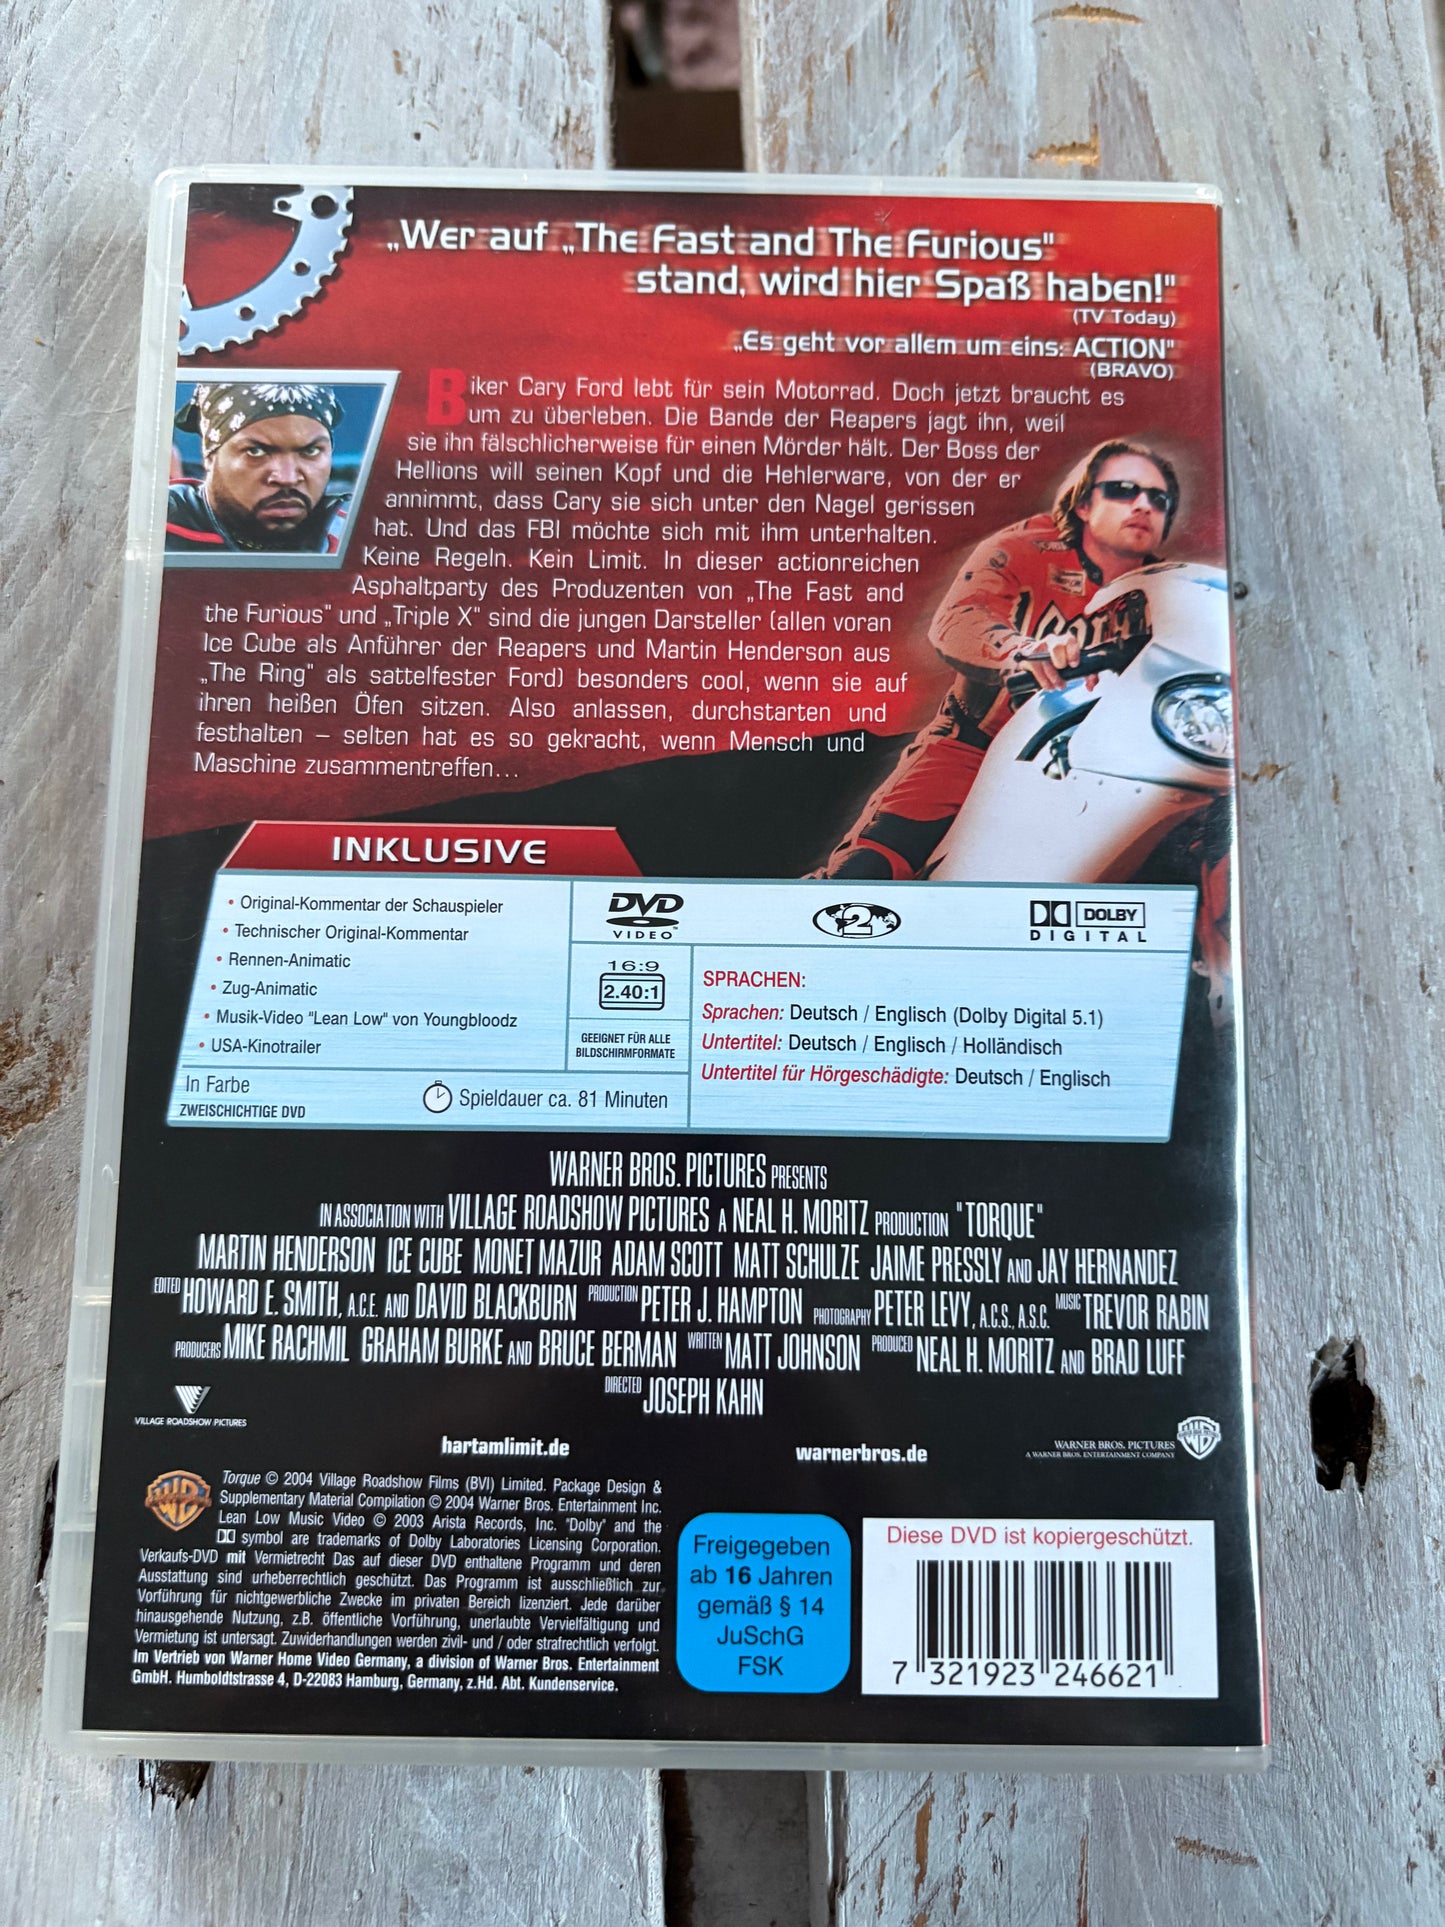 „Wer auf „The Fast and The Furious"
stand, wird hier Spaß haben!"
(TV Today)
„Es geht vor allem um eins: ACTION"
(BRAVO)
Biker Cary Ford lebt für sein Motorrad. Doch jetzt braucht es
um zu überleben. Die Bande der Reapers jagt ihn, weil
sie ihn fälschlicherweise für einen Mörder hält. Der Boss der
Hellions will seinen Kopf und die Hehlerware, von der er
annimmt, dass Cary sie sich unter den Nagel gerissen
hat. Und das FBI möchte sich mit ihm unterhalten.
Keine Regeln. Kein Limit. In dieser actionreichen
Asphaltparty des Produzenten von „The Fast and
the Furious" und „Triple X" sind die jungen Darsteller (allen voran
Ice Cube als Anführer der Reapers und Martin Henderson aus
„The Ring" als sattelfester Ford) besonders cool, wenn sie auf
ihren heißen Öfen sitzen. Also anlassen, durchstarten und
festhalten – selten hat es so gekracht, wenn Mensch und
Maschine zusammentreffen...
INKLUSIVE
• Original-Kommentar der Schauspieler
• Technischer Original-Kommentar
• Rennen-Animatic
• Zug-Animatic
• Musik-Video "Lean Low" von Youngbloodz
• USA-Kinotrailer
In Farbe
ZWEISCHICHTIGE DVD
Spieldauer ca. 81 Minuten
DVD
VIDEO™
16:9
2.40:1
GEEIGNET FÜR ALLE
BILDSCHIRMFORMATE
2
DOLBY
DIGITAL
SPRACHEN:
Sprachen: Deutsch / Englisch (Dolby Digital 5.1)
Untertitel: Deutsch / Englisch / Holländisch
Untertitel für Hörgeschädigte: Deutsch / Englisch
WARNER BROS. PICTURES PRESENTS
IN ASSOCIATION WITH VILLAGE ROADSHOW PICTURES A NEAL H. MORITZ PRODUCTION "TORQUE"
MARTIN HENDERSON ICE CUBE MONET MAZUR ADAM SCOTT MATT SCHULZE JAIME PRESSLY AND JAY HERNANDEZ
EDITED HOWARD E. SMITH, A.C.E. AND DAVID BLACKBURN PRODUCTION PETER J. HAMPTON PHOTOGRAPHY PETER LEVY, A.C.S., A.S.C. MUSIC TREVOR RABIN
PRODUCERS MIKE RACHMIL GRAHAM BURKE AND BRUCE BERMAN WRITTEN MATT JOHNSON PRODUCED NEAL H. MORITZ AND BRAD LUFF
DIRECTED JOSEPH KAHN
VILLAGE ROADSHOW PICTURES
hartamlimit.de
warnerbros.de
WARNER BROS. PICTURES
A WARNER BROS. ENTERTAINMENT COMPANY
Torque © 2004 Village Roadshow Films (BVI) Limited. Package Design &
Supplementary Material Compilation © 2004 Warner Bros. Entertainment Inc.
Lean Low Music Video © 2003 Arista Records, Inc. "Dolby" and the
symbol are trademarks of Dolby Laboratories Licensing Corporation.
Verkaufs-DVD mit Vermietrecht Das auf dieser DVD enthaltene Programm und deren
Ausstattung sind urheberrechtlich geschützt. Das Programm ist ausschließlich zur
Vorführung für nichtgewerbliche Zwecke im privaten Bereich lizenziert. Jede darüber
hinausgehende Nutzung, z.B. öffentliche Vorführung, unerlaubte Vervielfältigung und
Vermietung ist untersagt. Zuwiderhandlungen werden zivil- und / oder strafrechtlich verfolgt.
Im Vertrieb von Warner Home Video Germany, a division of Warner Bros. Entertainment
GmbH. Humboldtstrasse 4, D-22083 Hamburg, Germany, z.Hd. Abt. Kundenservice.
Freigegeben
ab 16 Jahren
gemäß § 14
JuSchG
FSK
Diese DVD ist kopiergeschützt.
7 321923 246621